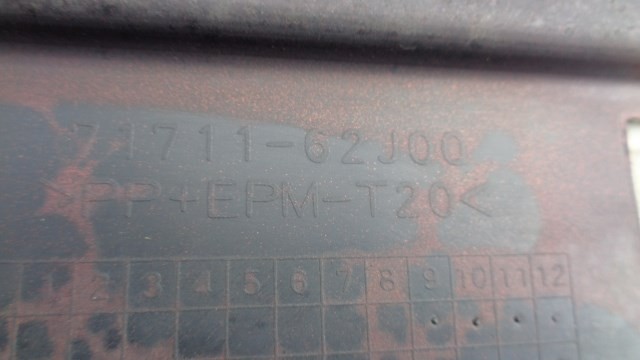 71711-62J00
>PP+EPM-T20<
1 2 3 4 5 6 7 8 9 10 11 12